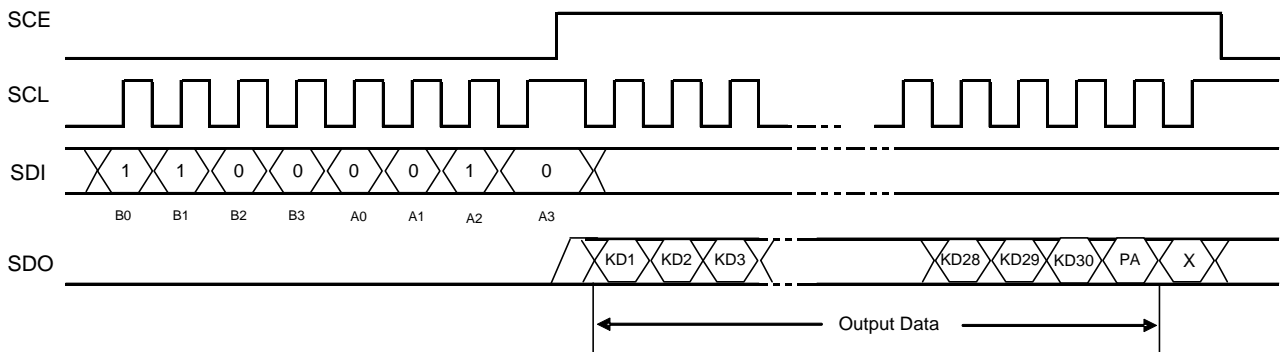 SCE
SCL
SDI 1 1 0 0 0 0 1 0
B0 B1 B2 B3 A0 A1 A2 A3
SDO KD1 KD2 KD3 KD28 KD29 KD30 PA X
Output Data